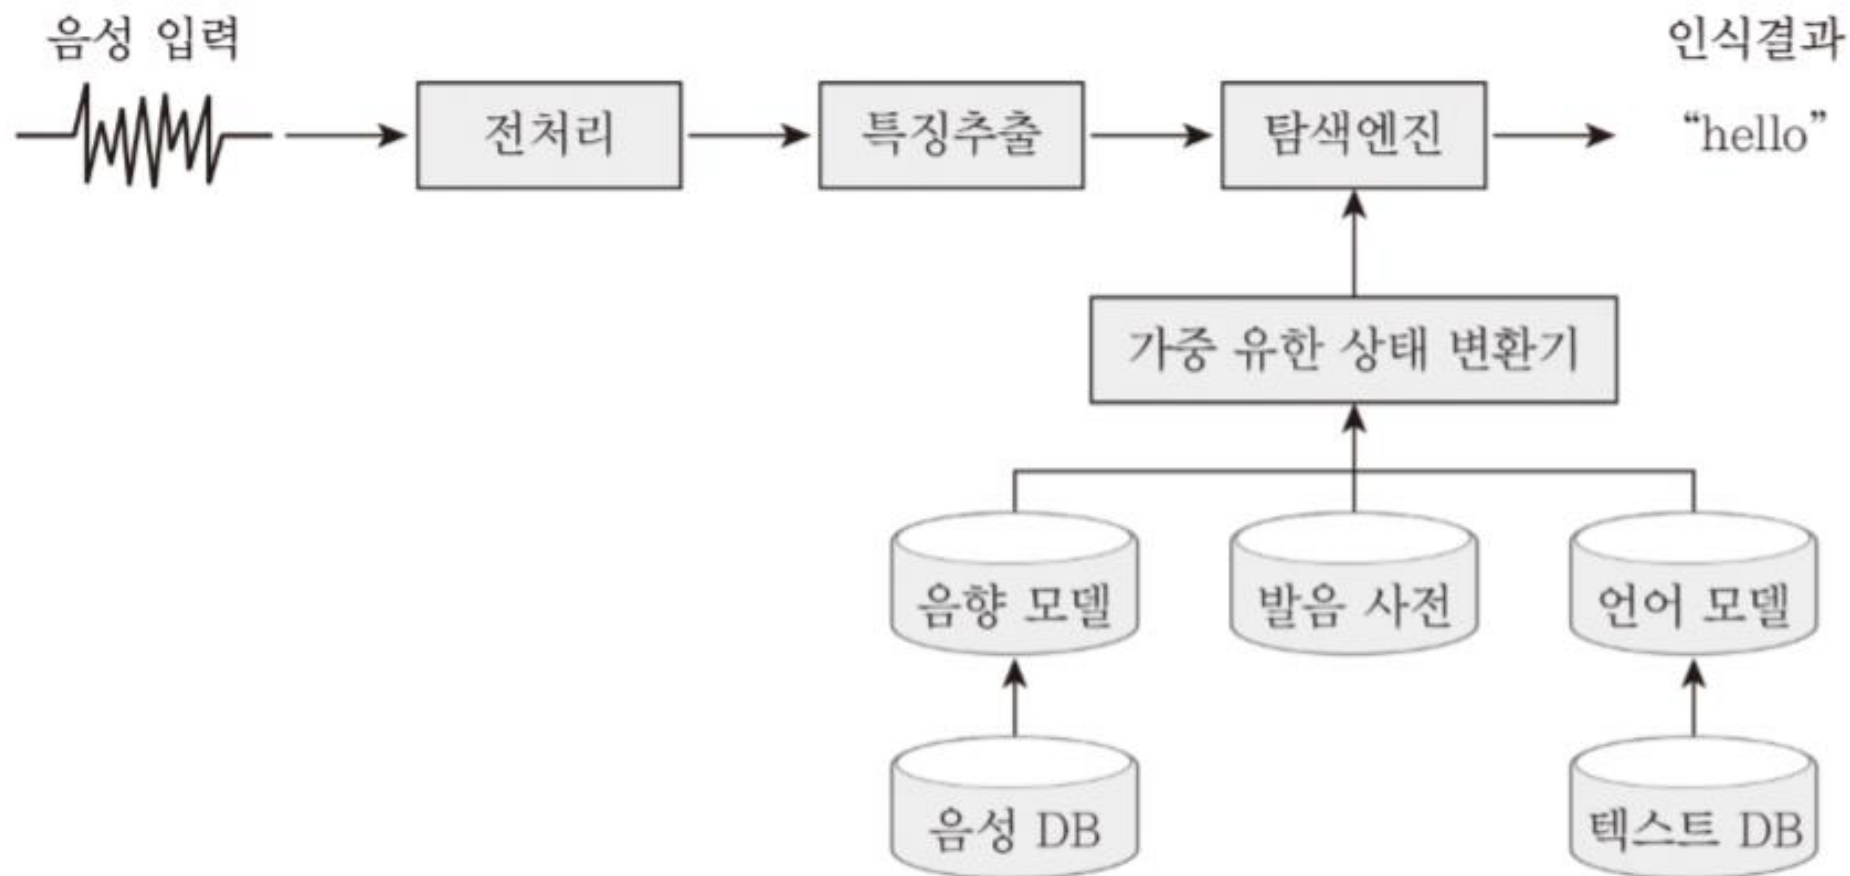 음성 입력
인식결과
전처리
특징추출
탐색엔진
“hello”
가중 유한 상태 변환기
음향 모델
발음 사전
언어 모델
음성 DB
텍스트 DB